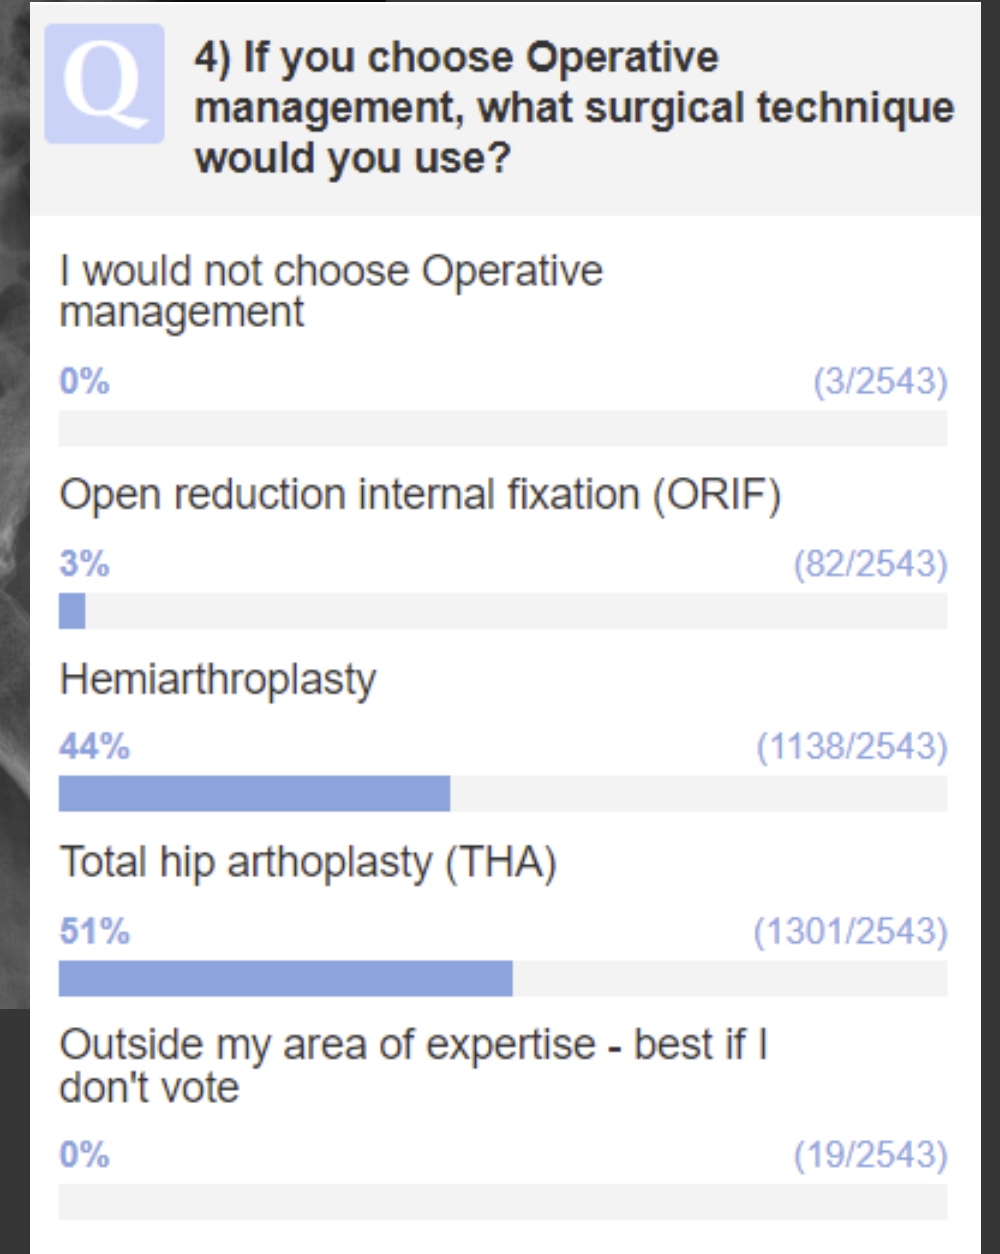 Q
4) If you choose Operative
management, what surgical technique
would you use?
I would not choose Operative
management
0% (3/2543)
Open reduction internal fixation (ORIF)
3% (82/2543)
Hemiarthroplasty
44% (1138/2543)
Total hip arthoplasty (THA)
51% (1301/2543)
Outside my area of expertise - best if I
don't vote
0% (19/2543)